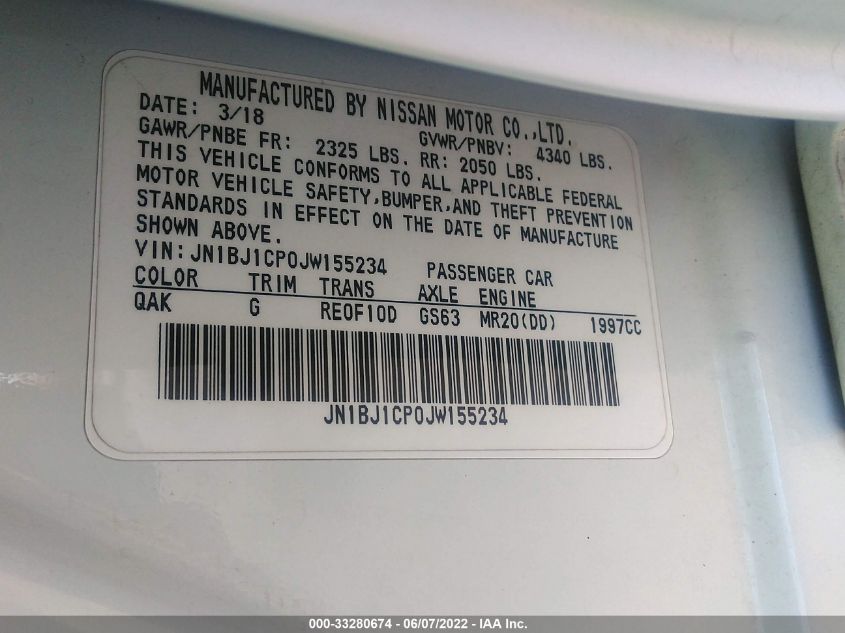 MANUFACTURED BY NISSAN MOTOR CO.,LTD.
DATE: 3/18 GVWR/PNBV: 4340 LBS.
GAWR/PNBE FR: 2325 LBS. RR: 2050 LBS.
THIS VEHICLE CONFORMS TO ALL APPLICABLE FEDERAL
MOTOR VEHICLE SAFETY,BUMPER,AND THEFT PREVENTION
STANDARDS IN EFFECT ON THE DATE OF MANUFACTURE
SHOWN ABOVE.
VIN:JN1BJ1CP0JW155234 PASSENGER CAR
COLOR TRIM TRANS AXLE ENGINE
QAK G RE0F10D GS63 MR20(DD) 1997CC
JN1BJ1CP0JW155234
000-33280674 - 06/07/2022 - IAA Inc.